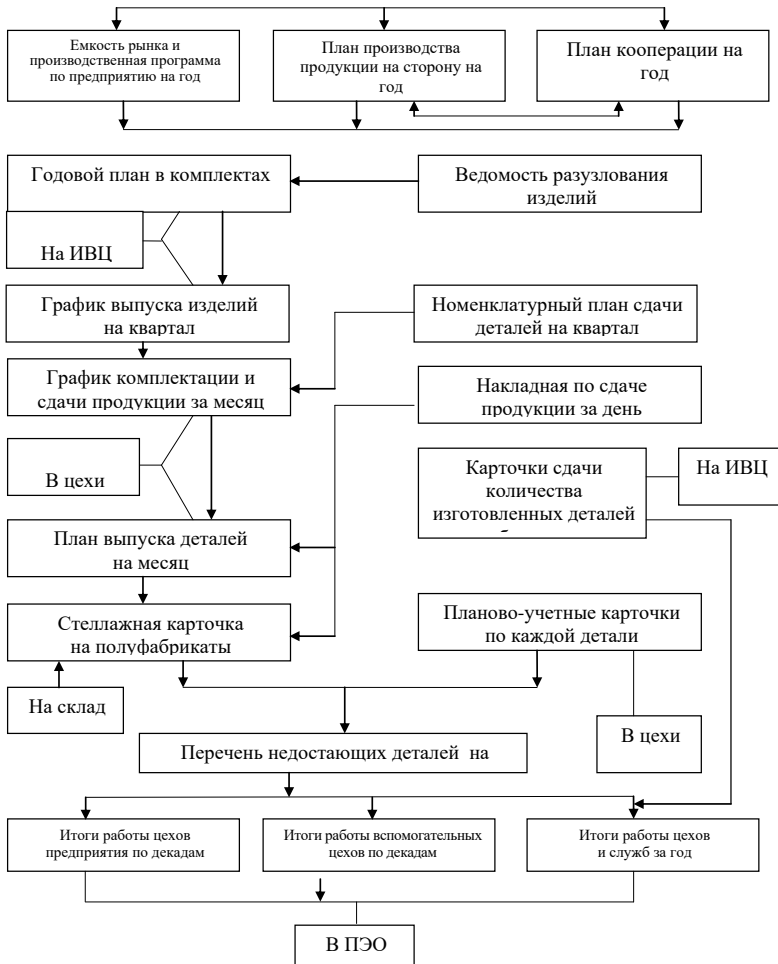 Емкость рынка и
производственная программа
по предприятию на год
План производства
продукции на сторону на
год
План кооперации на
год
Годовой план в комплектах
Ведомость разузлования
изделий
На ИВЦ
График выпуска изделий
на квартал
Номенклатурный план сдачи
деталей на квартал
График комплектации и
сдачи продукции за месяц
Накладная по сдаче
продукции за день
В цехи
Карточки сдачи
количества
изготовленных деталей
На ИВЦ
План выпуска деталей
на месяц
Стеллажная карточка
на полуфабрикаты
Планово-учетные карточки
по каждой детали
На склад
В цехи
Перечень недостающих деталей на
Итоги работы цехов
предприятия по декадам
Итоги работы вспомогательных
цехов по декадам
Итоги работы цехов
и служб за год
В ПЭО